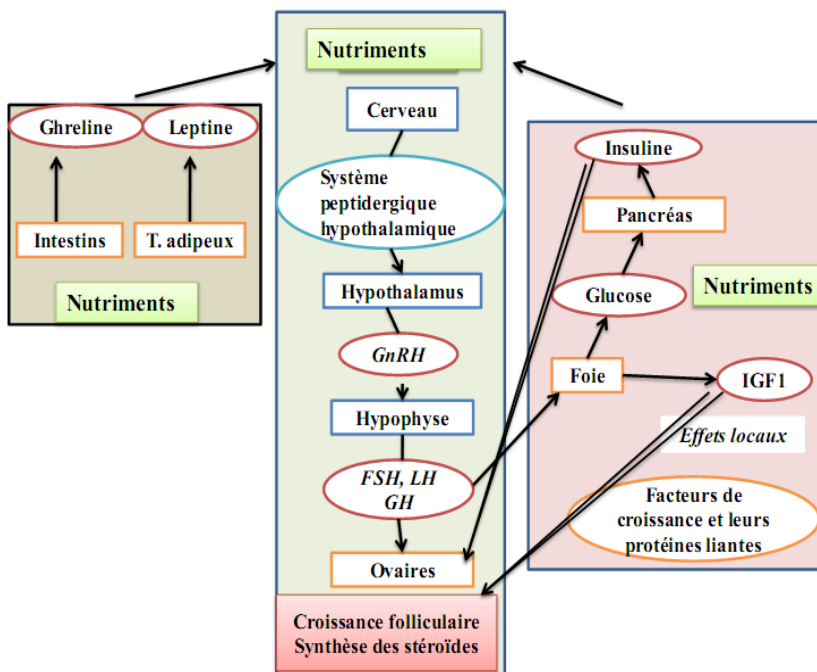 Nutriments
Cerveau
Système
peptidergique
hypothalamique
Hypothalamus
GnRH
Hypophyse
FSH, LH
GH
Ovaires
Croissance folliculaire
Synthèse des stéroïdes
Ghreline
Leptine
Intestins
T. adipeux
Nutriments
Insuline
Pancréas
Glucose
Nutriments
Foie
IGF1
Effets locaux
Facteurs de
croissance et leurs
protéines liantes